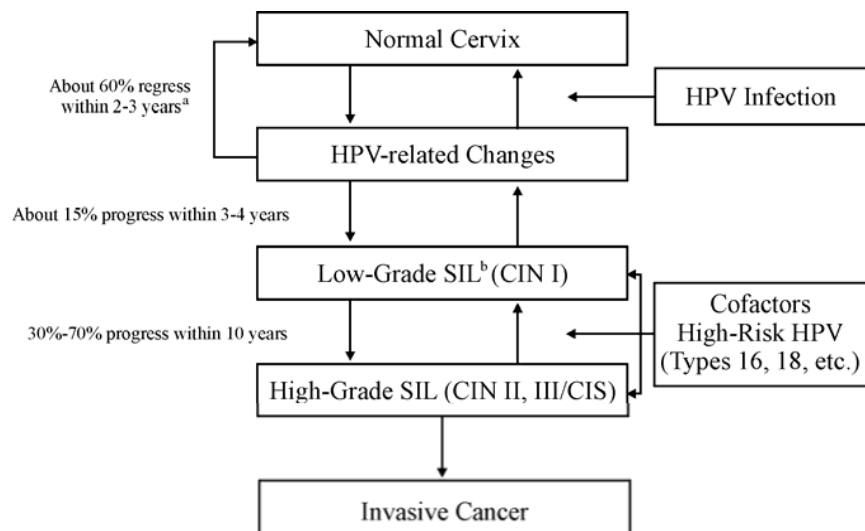 Normal Cervix
About 60% regress
within 2-3 yearsᵃ
HPV Infection
HPV-related Changes
About 15% progress within 3-4 years
Low-Grade SILᵇ (CIN I)
Cofactors
High-Risk HPV
(Types 16, 18, etc.)
30%-70% progress within 10 years
High-Grade SIL (CIN II, III/CIS)
Invasive Cancer